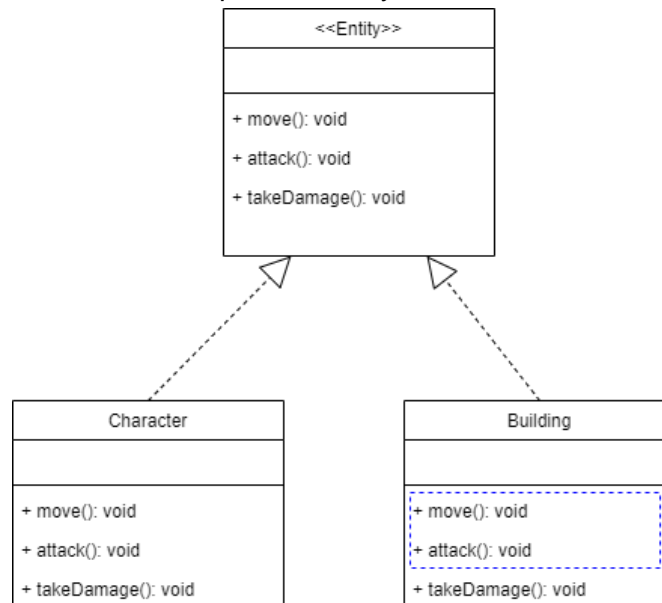 <<Entity>>
+ move(): void
+ attack(): void
+ takeDamage(): void
Character
+ move(): void
+ attack(): void
+ takeDamage(): void
Building
+ move(): void
+ attack(): void
+ takeDamage(): void